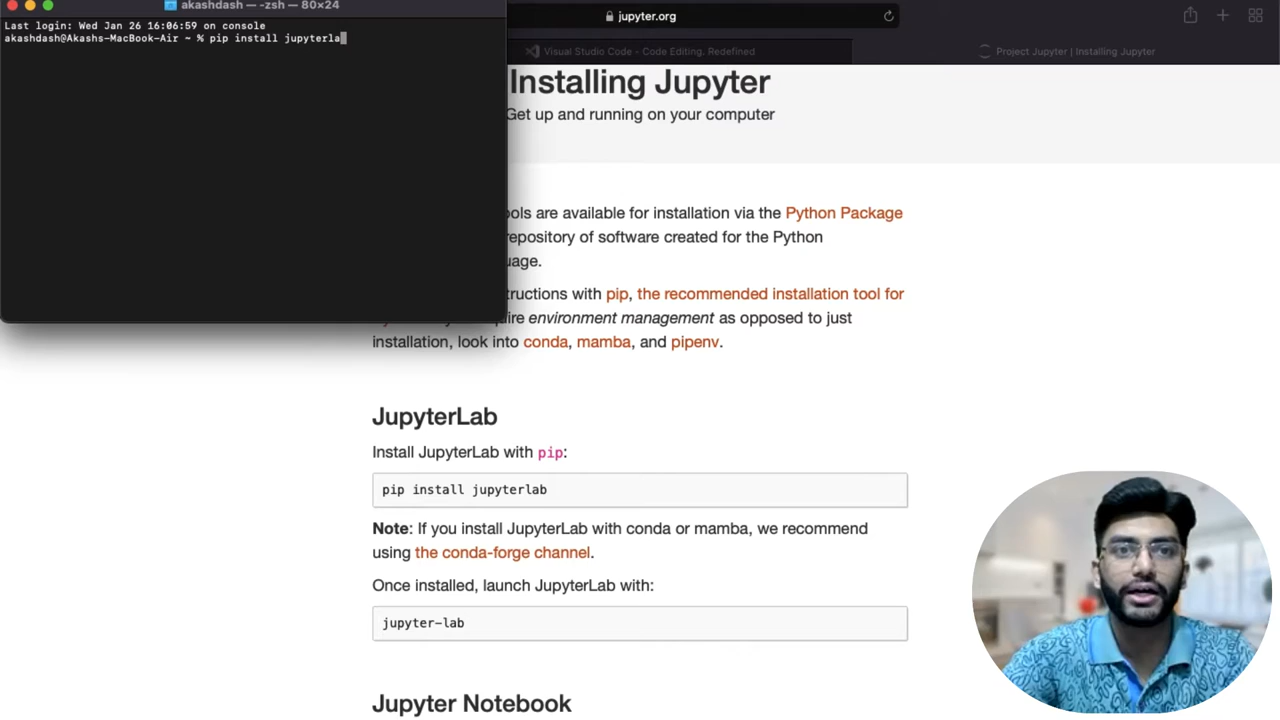 akashdash — -zsh — 80×24
Last login: Wed Jan 26 16:06:59 on console
akashdash@Akashs-MacBook-Air ~ % pip install jupyterla
jupyter.org
Visual Studio Code - Code Editing. Redefined
Project Jupyter | Installing Jupyter
Installing Jupyter
Get up and running on your computer
ools are available for installation via the Python Package
repository of software created for the Python
uage.
tructions with pip, the recommended installation tool for
ire environment management as opposed to just
installation, look into conda, mamba, and pipenv.
JupyterLab
Install JupyterLab with pip:
pip install jupyterlab
Note: If you install JupyterLab with conda or mamba, we recommend
using the conda-forge channel.
Once installed, launch JupyterLab with:
jupyter-lab
Jupyter Notebook